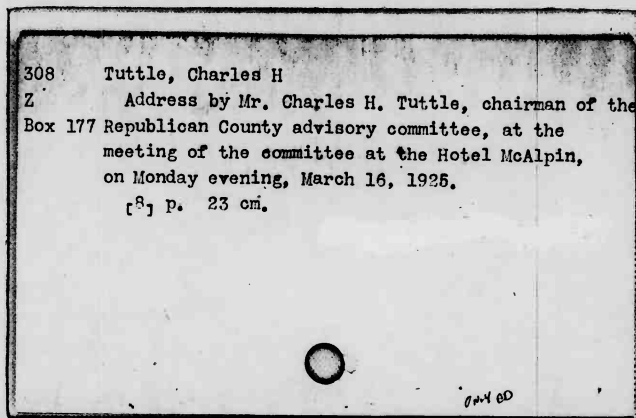 308 Tuttle, Charles H
Z Address by Mr. Charles H. Tuttle, chairman of the
Box 177 Republican County advisory committee, at the
meeting of the committee at the Hotel McAlpin,
on Monday evening, March 16, 1925.
[8] p. 23 cm.